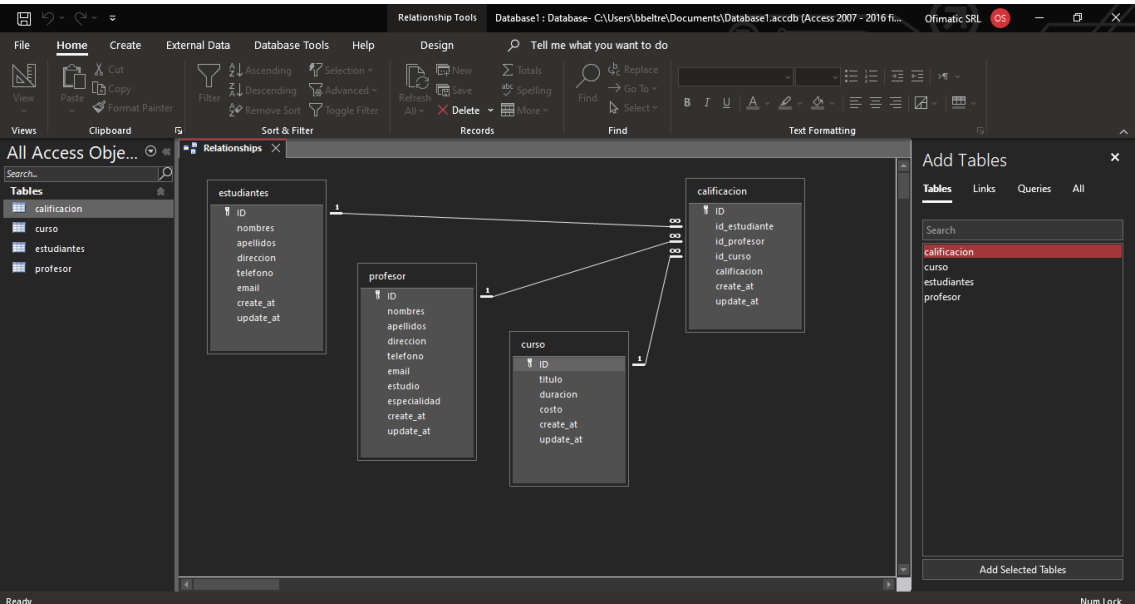 Relationship Tools
Database1 : Database- C:\Users\bbeltre\Documents\Database1.accdb (Access 2007 - 2016 fi...
Ofimatic SRL
OS
File Home Create External Data Database Tools Help Design Tell me what you want to do
View
Paste
Cut
Copy
Format Painter
Filter
Ascending
Descending
Remove Sort
Selection
Advanced
Toggle Filter
Refresh All
New
Save
Delete
Totals
Spelling
More
Find
Replace
Go To
Select
B I U A
Views Clipboard Sort & Filter Records Find Text Formatting
All Access Obje...
Search...
Tables
calificacion
curso
estudiantes
profesor
Relationships
estudiantes
ID
nombres
apellidos
direccion
telefono
email
create_at
update_at
1
profesor
ID
nombres
apellidos
direccion
telefono
email
estudio
especialidad
create_at
update_at
1
curso
ID
titulo
duracion
costo
create_at
update_at
1
calificacion
ID
id_estudiante
id_profesor
id_curso
calificacion
create_at
update_at
∞
∞
∞
Add Tables
Tables Links Queries All
Search
calificacion
curso
estudiantes
profesor
Add Selected Tables
Ready
Num Lock